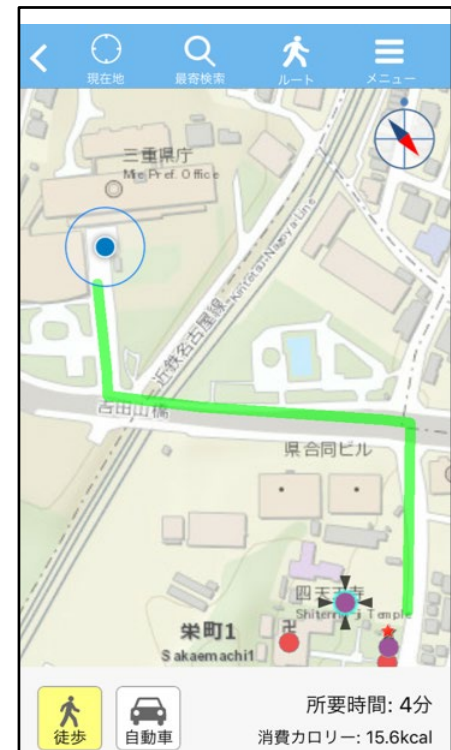 現在地 最寄検索 ルート メニュー
三重県庁
Mie Pref. Office
近鉄名古屋線 Kintetsu-Nagoya-Line
吉田山橋
県合同ビル
四天王寺
Shitennoji Temple
栄町1
Sakaemachi1
徒歩 自動車
所要時間: 4分
消費カロリー: 15.6kcal